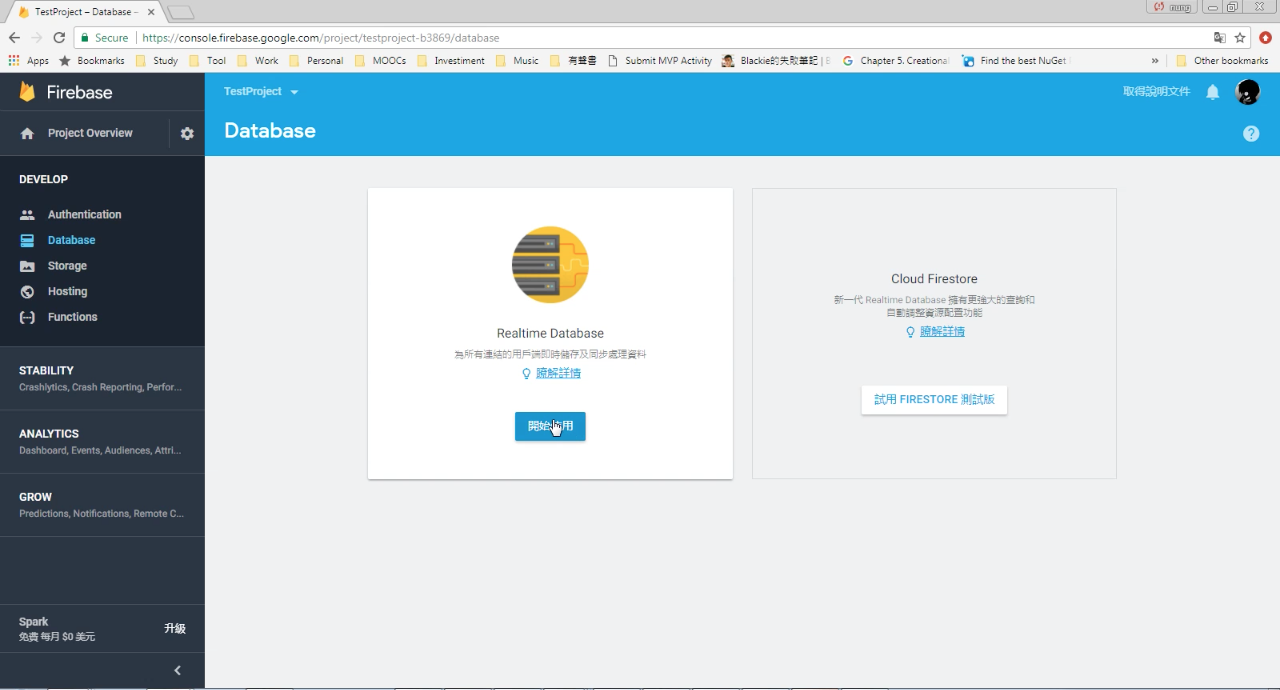 TestProject – Database –
nung
Secure https://console.firebase.google.com/project/testproject-b3869/database
Apps Bookmarks Study Tool Work Personal MOOCs Investiment Music 有聲書 Submit MVP Activity Blackie的失敗筆記 | Chapter 5. Creational Find the best NuGet » Other bookmarks
Firebase
TestProject
取得說明文件
Project Overview
Database
DEVELOP
Authentication
Database
Storage
Hosting
Functions
STABILITY
Crashlytics, Crash Reporting, Perfor...
ANALYTICS
Dashboard, Events, Audiences, Attri...
GROW
Predictions, Notifications, Remote C...
Spark
免費 每月 $0 美元
升級
Realtime Database
為所有連結的用戶端即時儲存及同步處理資料
瞭解詳情
開始 用
Cloud Firestore
新一代 Realtime Database 擁有更強大的查詢和
自動調整資源配置功能
瞭解詳情
試用 FIRESTORE 測試版